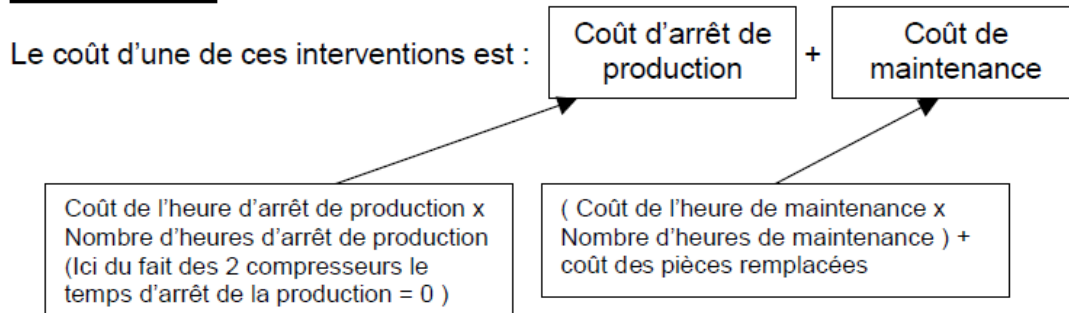 Le coût d'une de ces interventions est :
Coût d'arrêt de
production
+
Coût de
maintenance
Coût de l'heure d'arrêt de production x
Nombre d'heures d'arrêt de production
(Ici du fait des 2 compresseurs le
temps d'arrêt de la production = 0 )
( Coût de l'heure de maintenance x
Nombre d'heures de maintenance ) +
coût des pièces remplacées